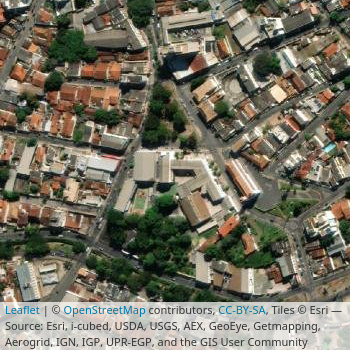 Leaflet | © OpenStreetMap contributors, CC-BY-SA, Tiles © Esri —
Source: Esri, i-cubed, USDA, USGS, AEX, GeoEye, Getmapping,
Aerogrid, IGN, IGP, UPR-EGP, and the GIS User Community